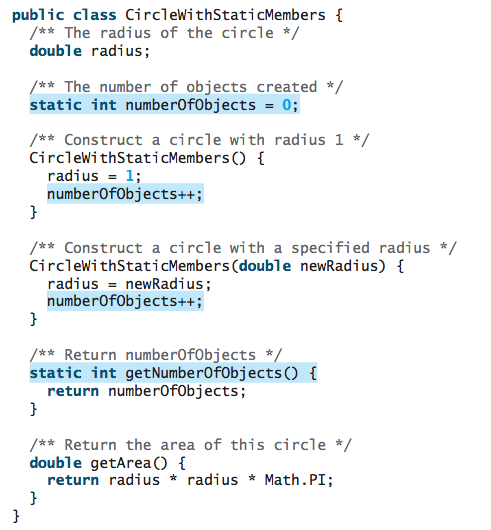 public class CircleWithStaticMembers {
  /** The radius of the circle */
  double radius;

  /** The number of objects created */
  static int numberOfObjects = 0;

  /** Construct a circle with radius 1 */
  CircleWithStaticMembers() {
    radius = 1;
    numberOfObjects++;
  }

  /** Construct a circle with a specified radius */
  CircleWithStaticMembers(double newRadius) {
    radius = newRadius;
    numberOfObjects++;
  }

  /** Return numberOfObjects */
  static int getNumberOfObjects() {
    return numberOfObjects;
  }

  /** Return the area of this circle */
  double getArea() {
    return radius * radius * Math.PI;
  }
}